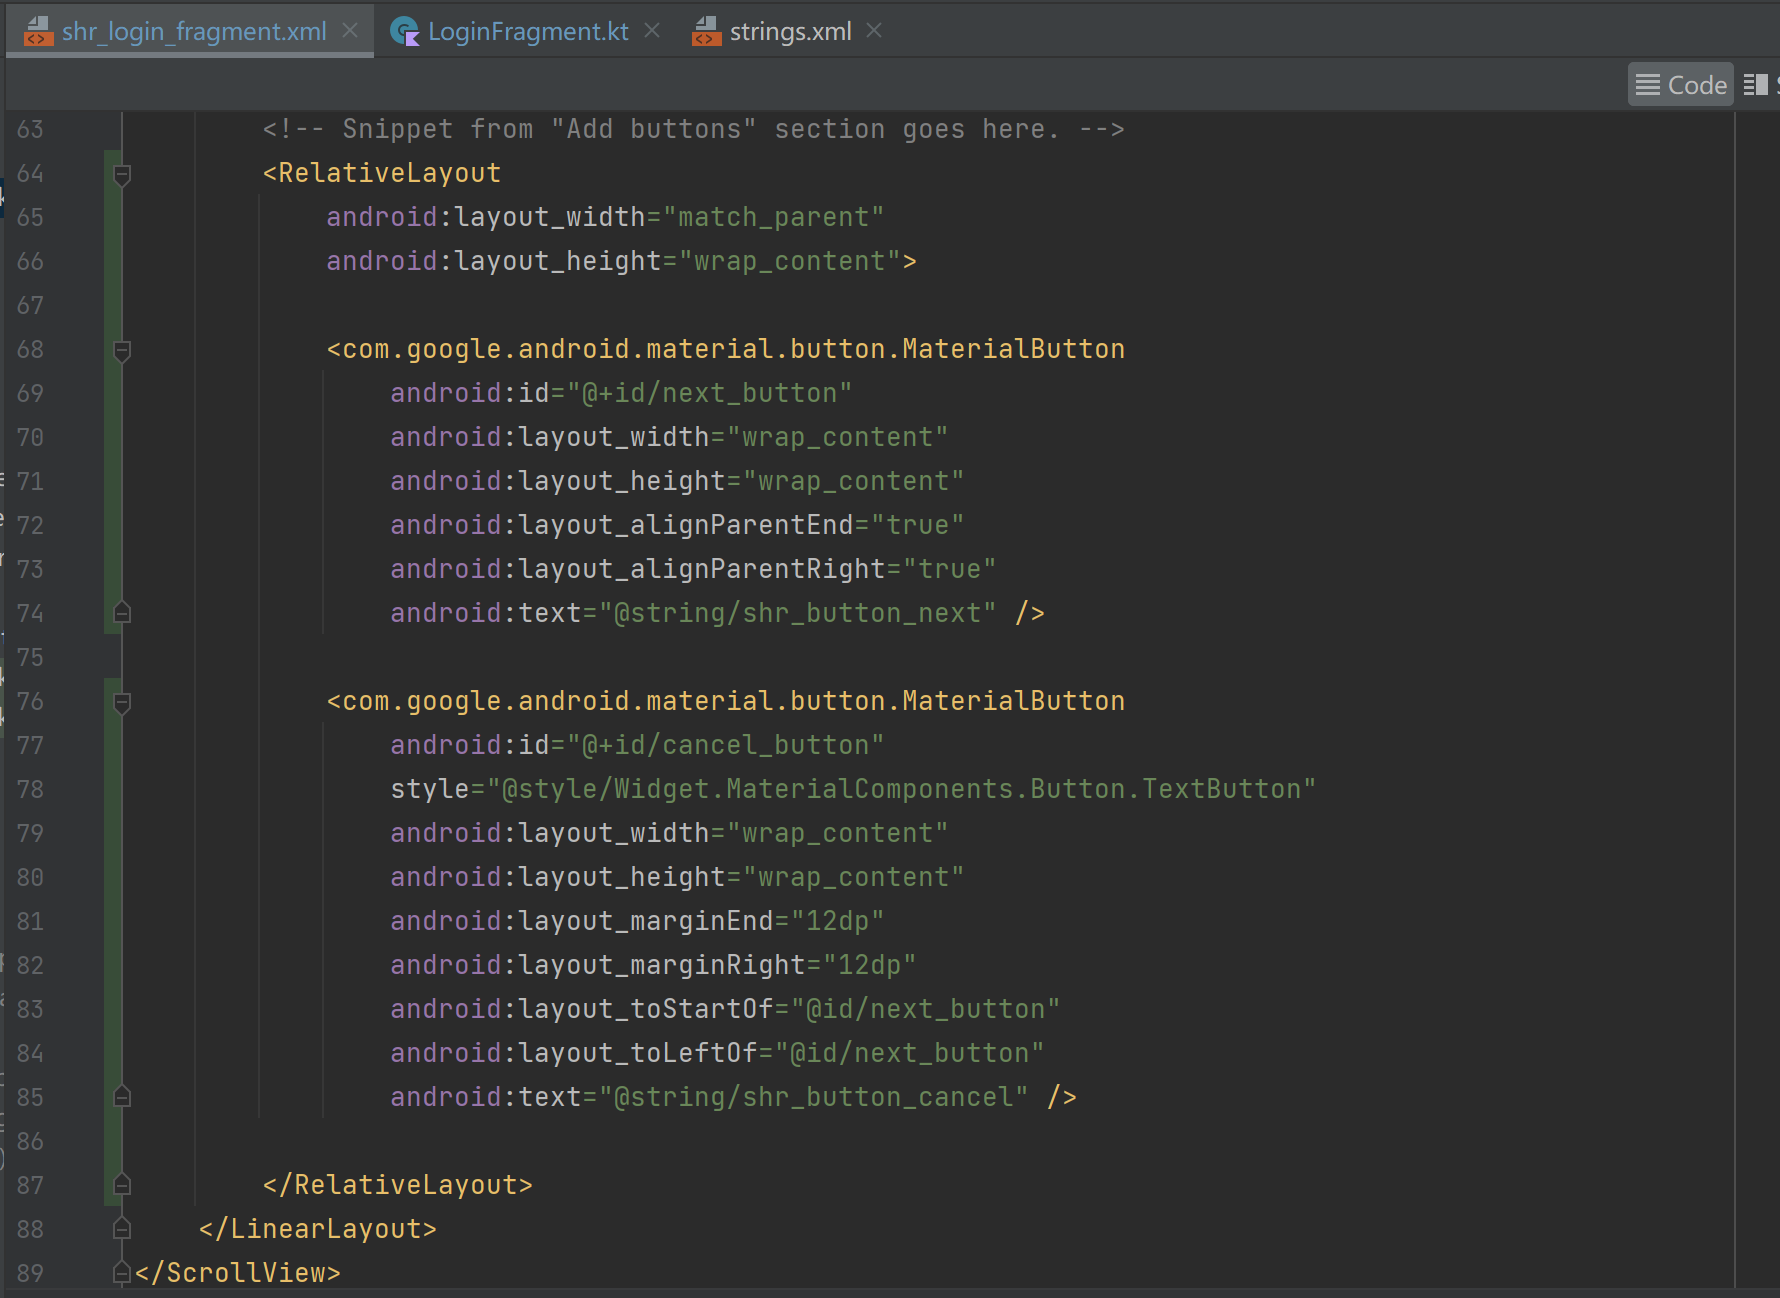 shr_login_fragment.xml LoginFragment.kt strings.xml
Code
63 <!-- Snippet from "Add buttons" section goes here. -->
64 <RelativeLayout
65 android:layout_width="match_parent"
66 android:layout_height="wrap_content">
67
68 <com.google.android.material.button.MaterialButton
69 android:id="@+id/next_button"
70 android:layout_width="wrap_content"
71 android:layout_height="wrap_content"
72 android:layout_alignParentEnd="true"
73 android:layout_alignParentRight="true"
74 android:text="@string/shr_button_next" />
75
76 <com.google.android.material.button.MaterialButton
77 android:id="@+id/cancel_button"
78 style="@style/Widget.MaterialComponents.Button.TextButton"
79 android:layout_width="wrap_content"
80 android:layout_height="wrap_content"
81 android:layout_marginEnd="12dp"
82 android:layout_marginRight="12dp"
83 android:layout_toStartOf="@id/next_button"
84 android:layout_toLeftOf="@id/next_button"
85 android:text="@string/shr_button_cancel" />
86
87 </RelativeLayout>
88 </LinearLayout>
89 </ScrollView>